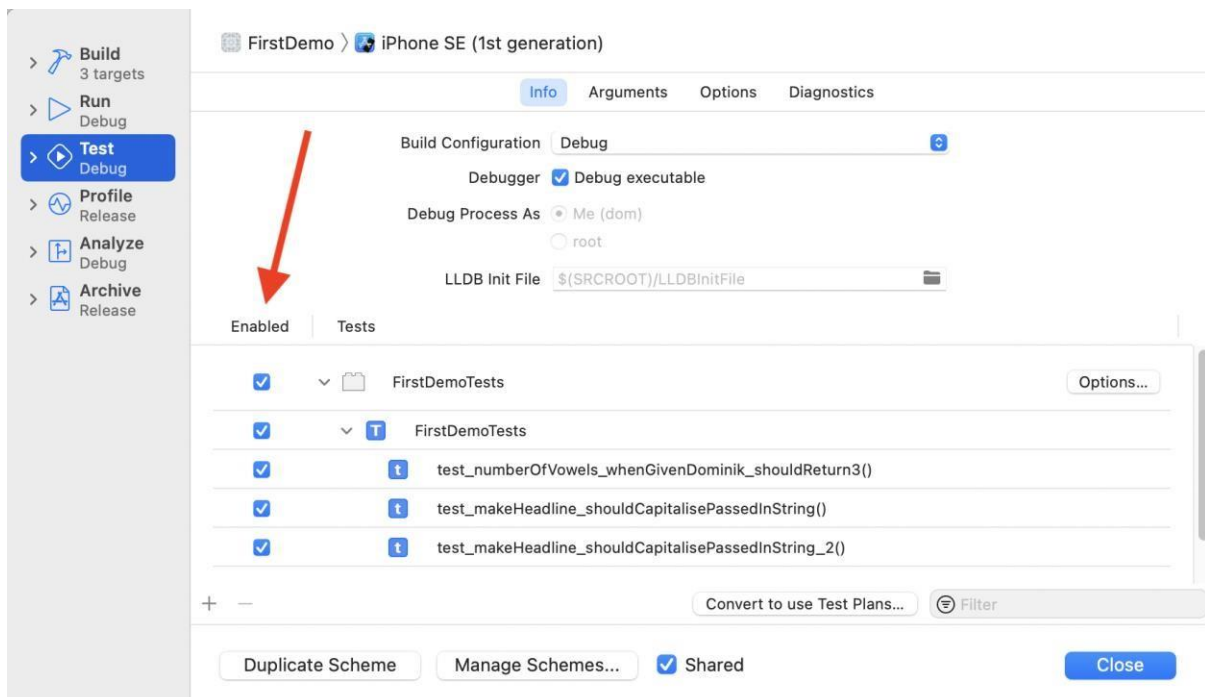 FirstDemo 〉 iPhone SE (1st generation)
Build
3 targets
Run
Debug
Test
Debug
Profile
Release
Analyze
Debug
Archive
Release
Info Arguments Options Diagnostics
Build Configuration Debug
Debugger Debug executable
Debug Process As Me (dom)
root
LLDB Init File $(SRCROOT)/LLDBInitFile
Enabled Tests
FirstDemoTests Options...
T FirstDemoTests
t test_numberOfVowels_whenGivenDominik_shouldReturn3()
t test_makeHeadline_shouldCapitalisePassedInString()
t test_makeHeadline_shouldCapitalisePassedInString_2()
+ − Convert to use Test Plans... Filter
Duplicate Scheme Manage Schemes... Shared Close